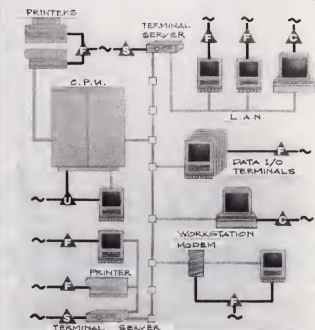 PRINTERS
TERMINAL
SERVER
F
S
F
F
C
C.P.U.
L.A.N
F
DATA I/O
TERMINALS
U
C
WORKSTATION
F
MODEM
PRINTER
F
F
S
TERMINAL SERVER